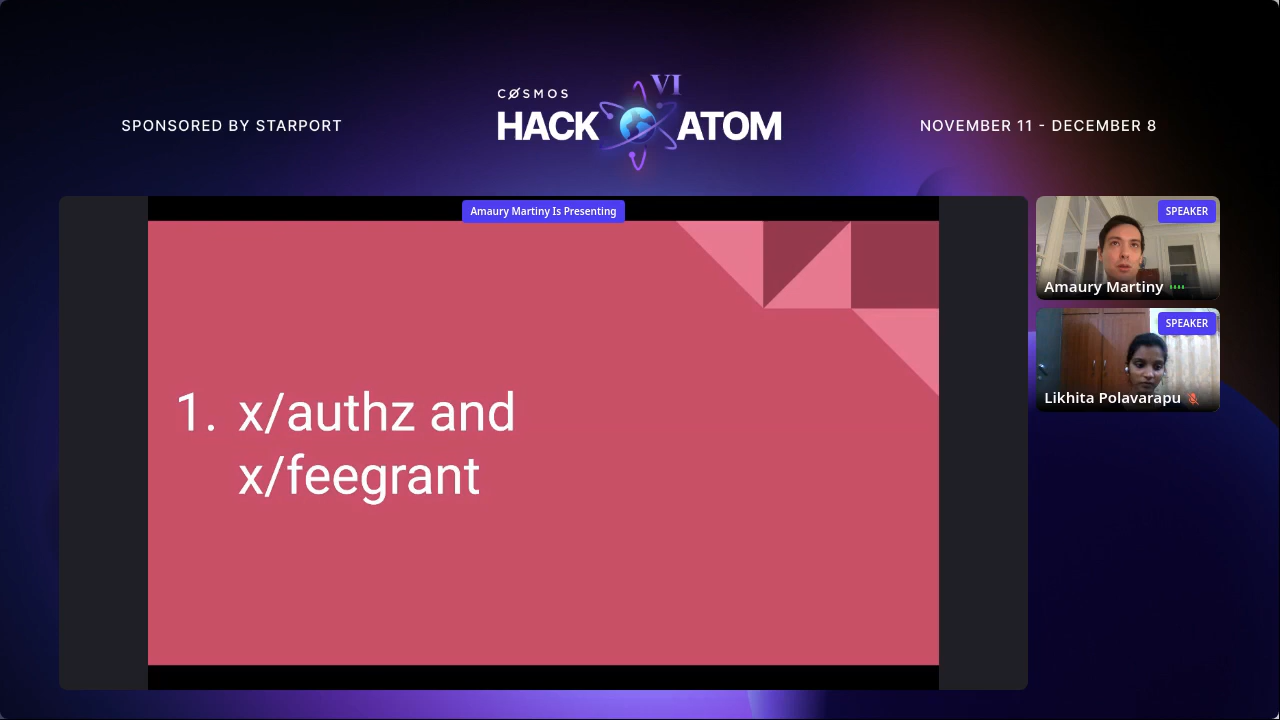 CØSMOS
VI
SPONSORED BY STARPORT
HACK ATOM
NOVEMBER 11 - DECEMBER 8
Amaury Martiny Is Presenting
SPEAKER
Amaury Martiny
SPEAKER
Likhita Polavarapu
1. x/authz and
x/feegrant